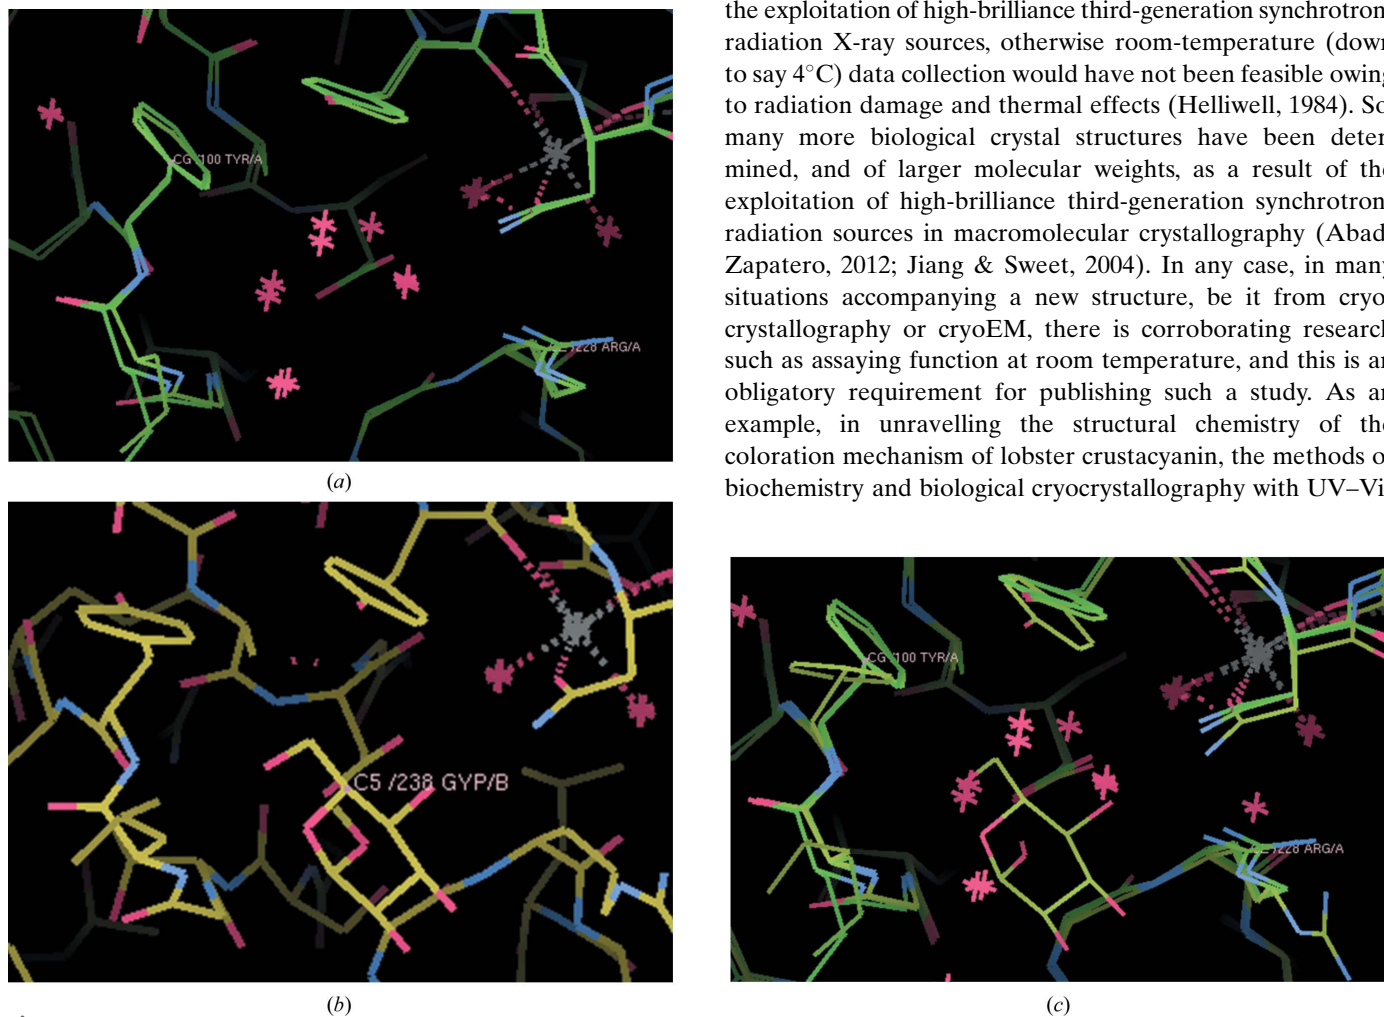 CG /100 TYR/A
/228 ARG/A
(a)
C5 /238 GYP/B
(b)
the exploitation of high-brilliance third-generation synchrotron
radiation X-ray sources, otherwise room-temperature (down
to say 4°C) data collection would have not been feasible owing
to radiation damage and thermal effects (Helliwell, 1984). So
many more biological crystal structures have been deter
mined, and of larger molecular weights, as a result of the
exploitation of high-brilliance third-generation synchrotron
radiation sources in macromolecular crystallography (Abad
Zapatero, 2012; Jiang & Sweet, 2004). In any case, in many
situations accompanying a new structure, be it from cryo
crystallography or cryoEM, there is corroborating research
such as assaying function at room temperature, and this is an
obligatory requirement for publishing such a study. As an
example, in unravelling the structural chemistry of the
coloration mechanism of lobster crustacyanin, the methods o
biochemistry and biological cryocrystallography with UV–Vi
CG /100 TYR/A
/228 ARG/A
(c)